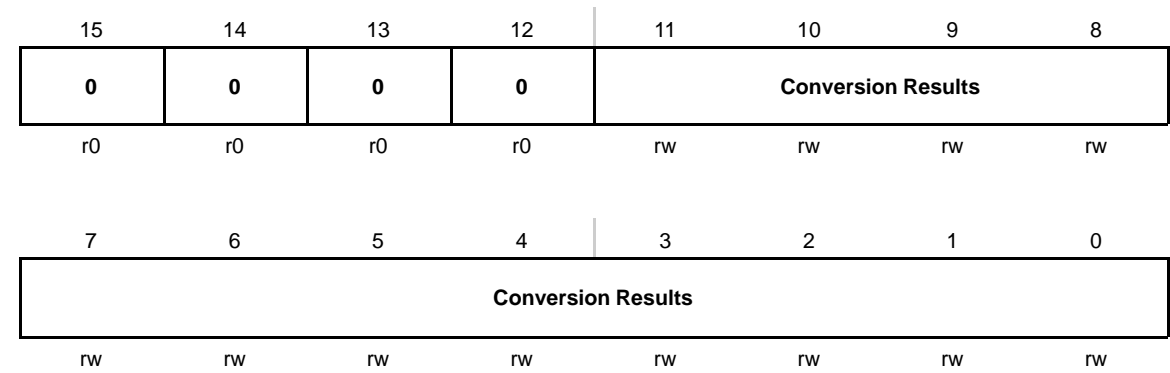 15 14 13 12 11 10 9 8
0 0 0 0 Conversion Results
r0 r0 r0 r0 rw rw rw rw
7 6 5 4 3 2 1 0
Conversion Results
rw rw rw rw rw rw rw rw